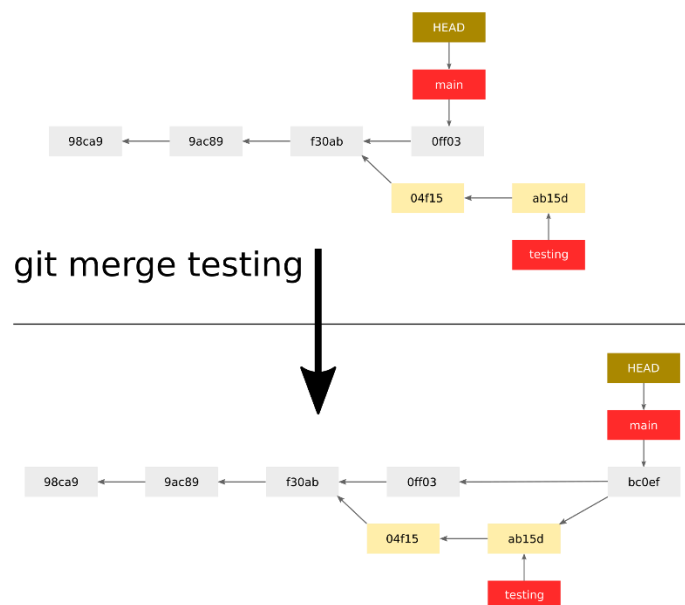 HEAD
main
98ca9 9ac89 f30ab 0ff03
04f15 ab15d
testing
git merge testing
HEAD
main
98ca9 9ac89 f30ab 0ff03 bc0ef
04f15 ab15d
testing